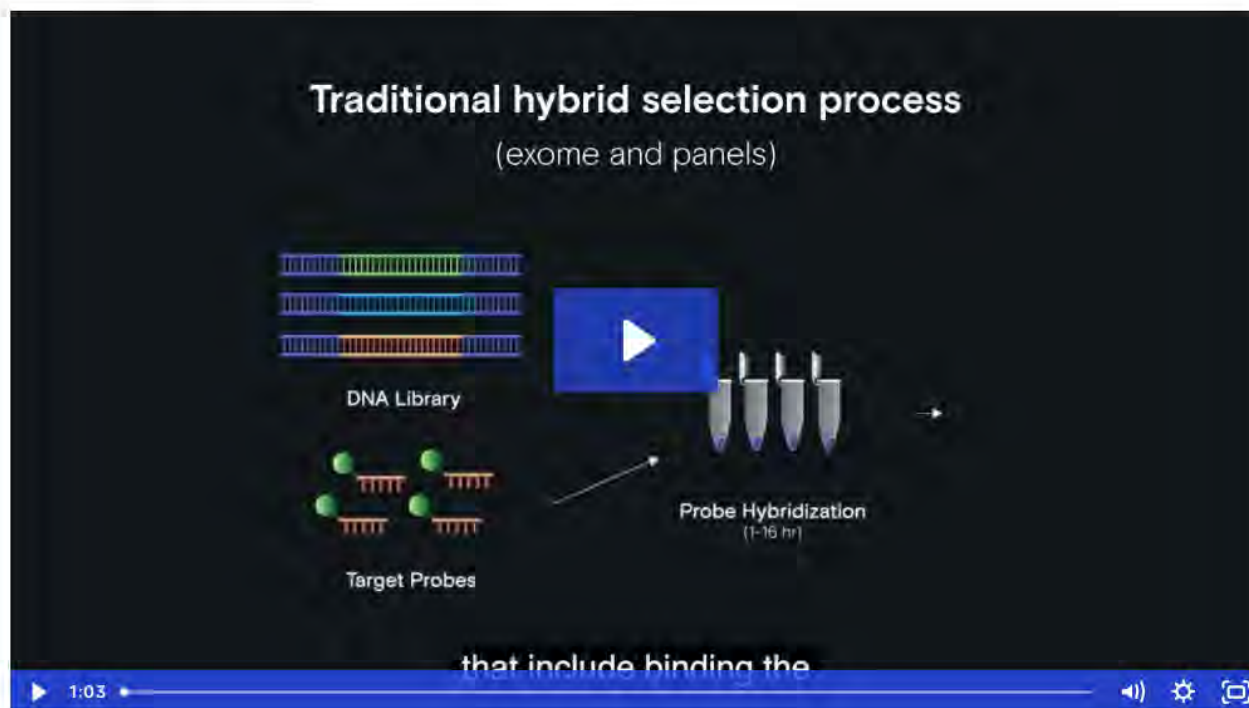 Traditional hybrid selection process
(exome and panels)
DNA Library
Target Probes
Probe Hybridization
(1-16 hr)
that include binding the
1:03